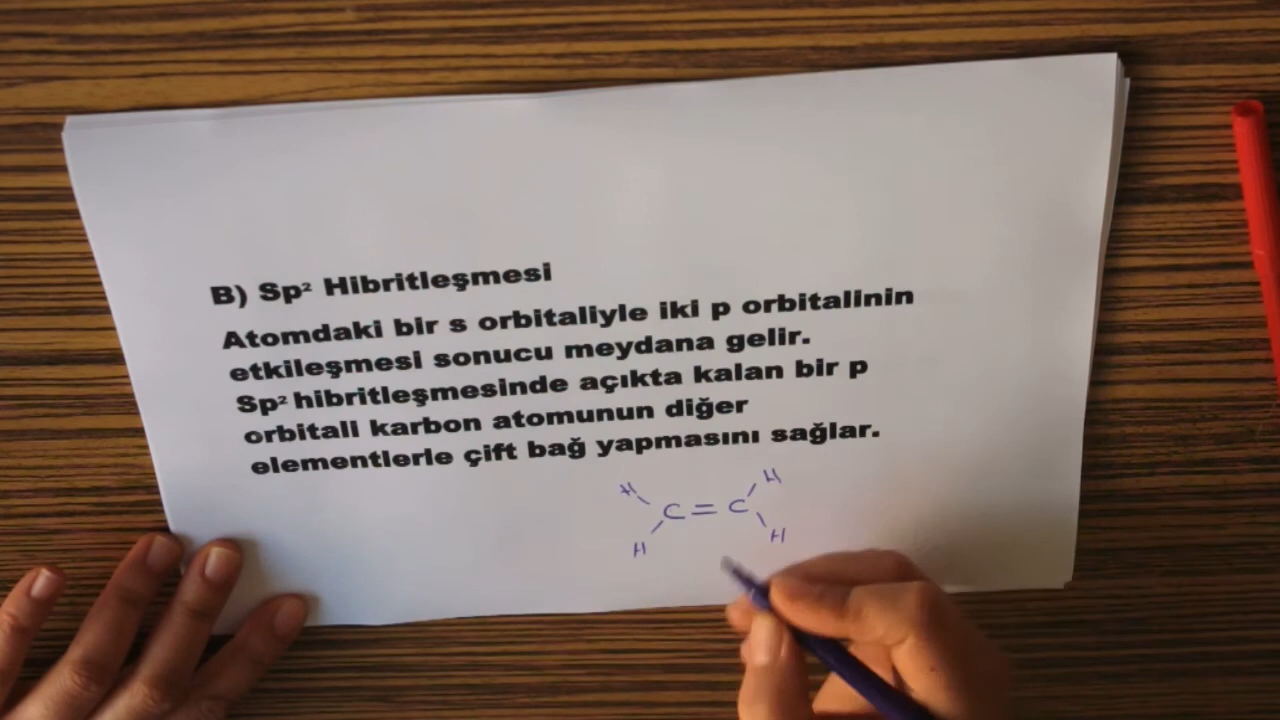 B) Sp² Hibritleşmesi
Atomdaki bir s orbitaliyle iki p orbitalinin
etkileşmesi sonucu meydana gelir.
Sp² hibritleşmesinde açıkta kalan bir p
orbitali karbon atomunun diğer
elementlerle çift bağ yapmasını sağlar.
H H
C = C
H H